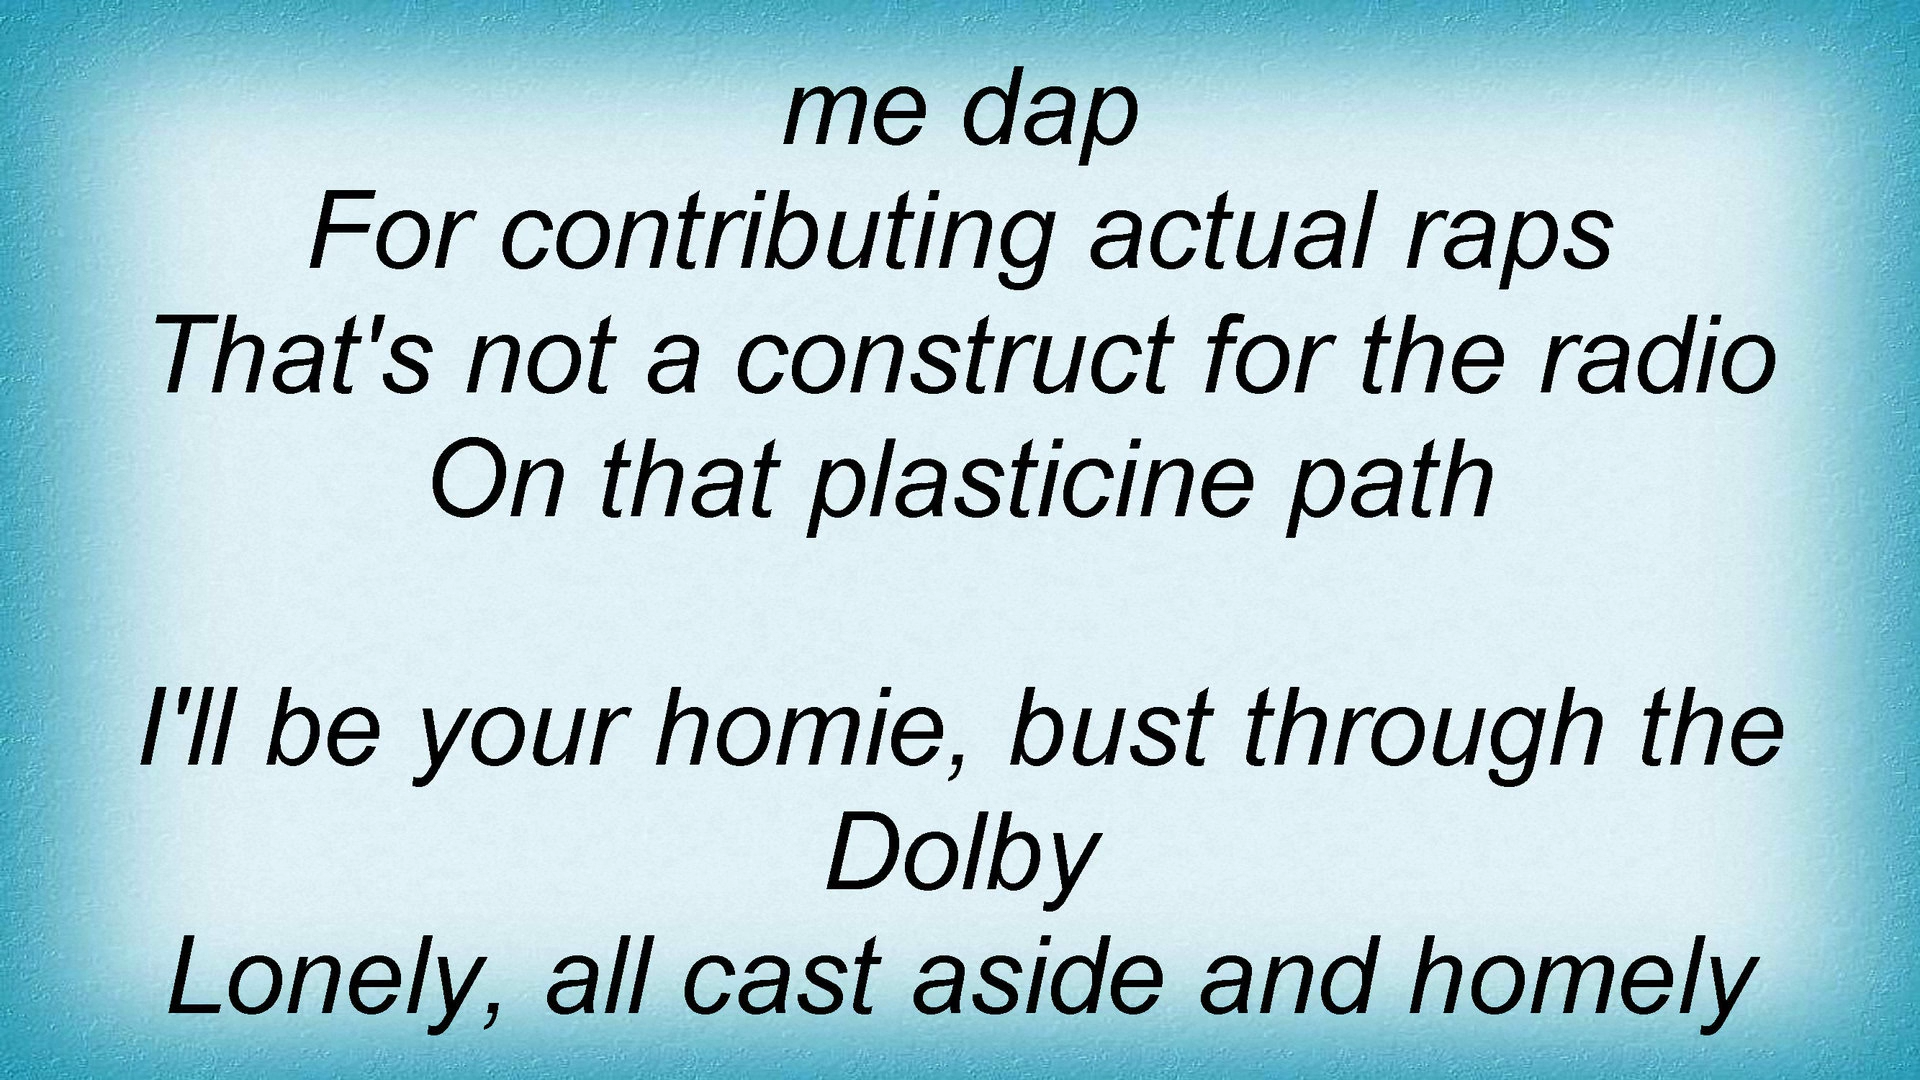 me dap
For contributing actual raps
That's not a construct for the radio
On that plasticine path
I'll be your homie, bust through the
Dolby
Lonely, all cast aside and homely